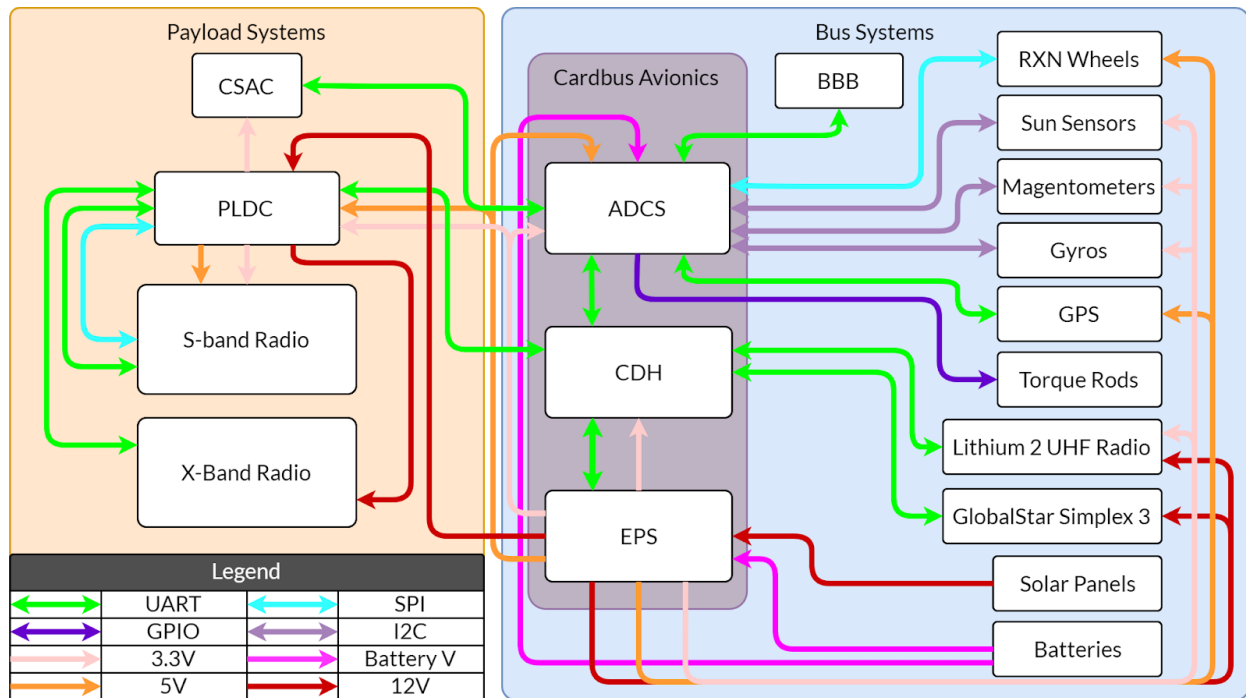 Payload Systems
CSAC
PLDC
S-band Radio
X-Band Radio
Bus Systems
Cardbus Avionics
BBB
ADCS
CDH
EPS
RXN Wheels
Sun Sensors
Magentometers
Gyros
GPS
Torque Rods
Lithium 2 UHF Radio
GlobalStar Simplex 3
Solar Panels
Batteries
Legend
UART SPI
GPIO I2C
3.3V Battery V
5V 12V